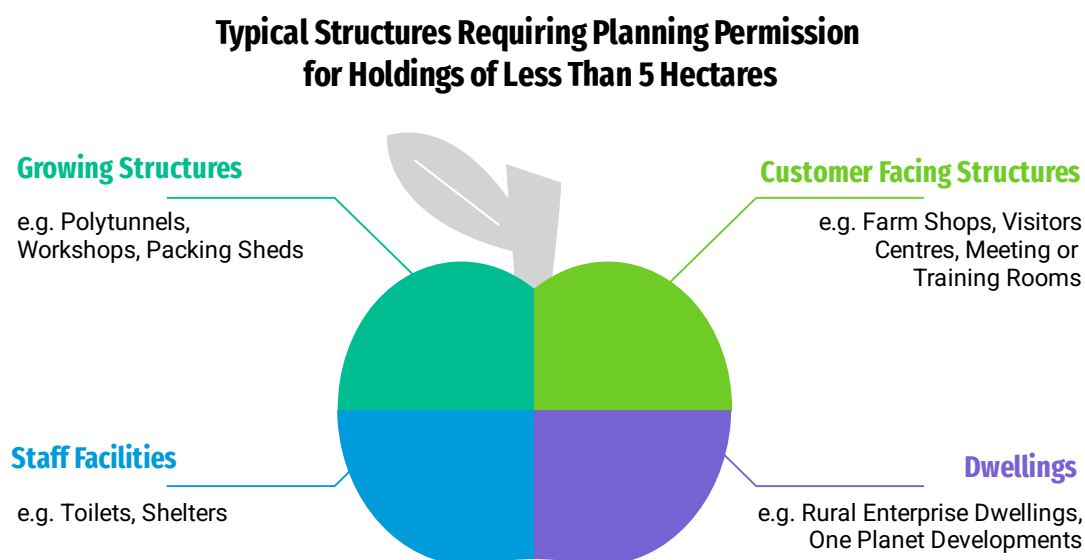 Typical Structures Requiring Planning Permission
for Holdings of Less Than 5 Hectares
Growing Structures
e.g. Polytunnels,
Workshops, Packing Sheds
Customer Facing Structures
e.g. Farm Shops, Visitors
Centres, Meeting or
Training Rooms
Staff Facilities
e.g. Toilets, Shelters
Dwellings
e.g. Rural Enterprise Dwellings,
One Planet Developments